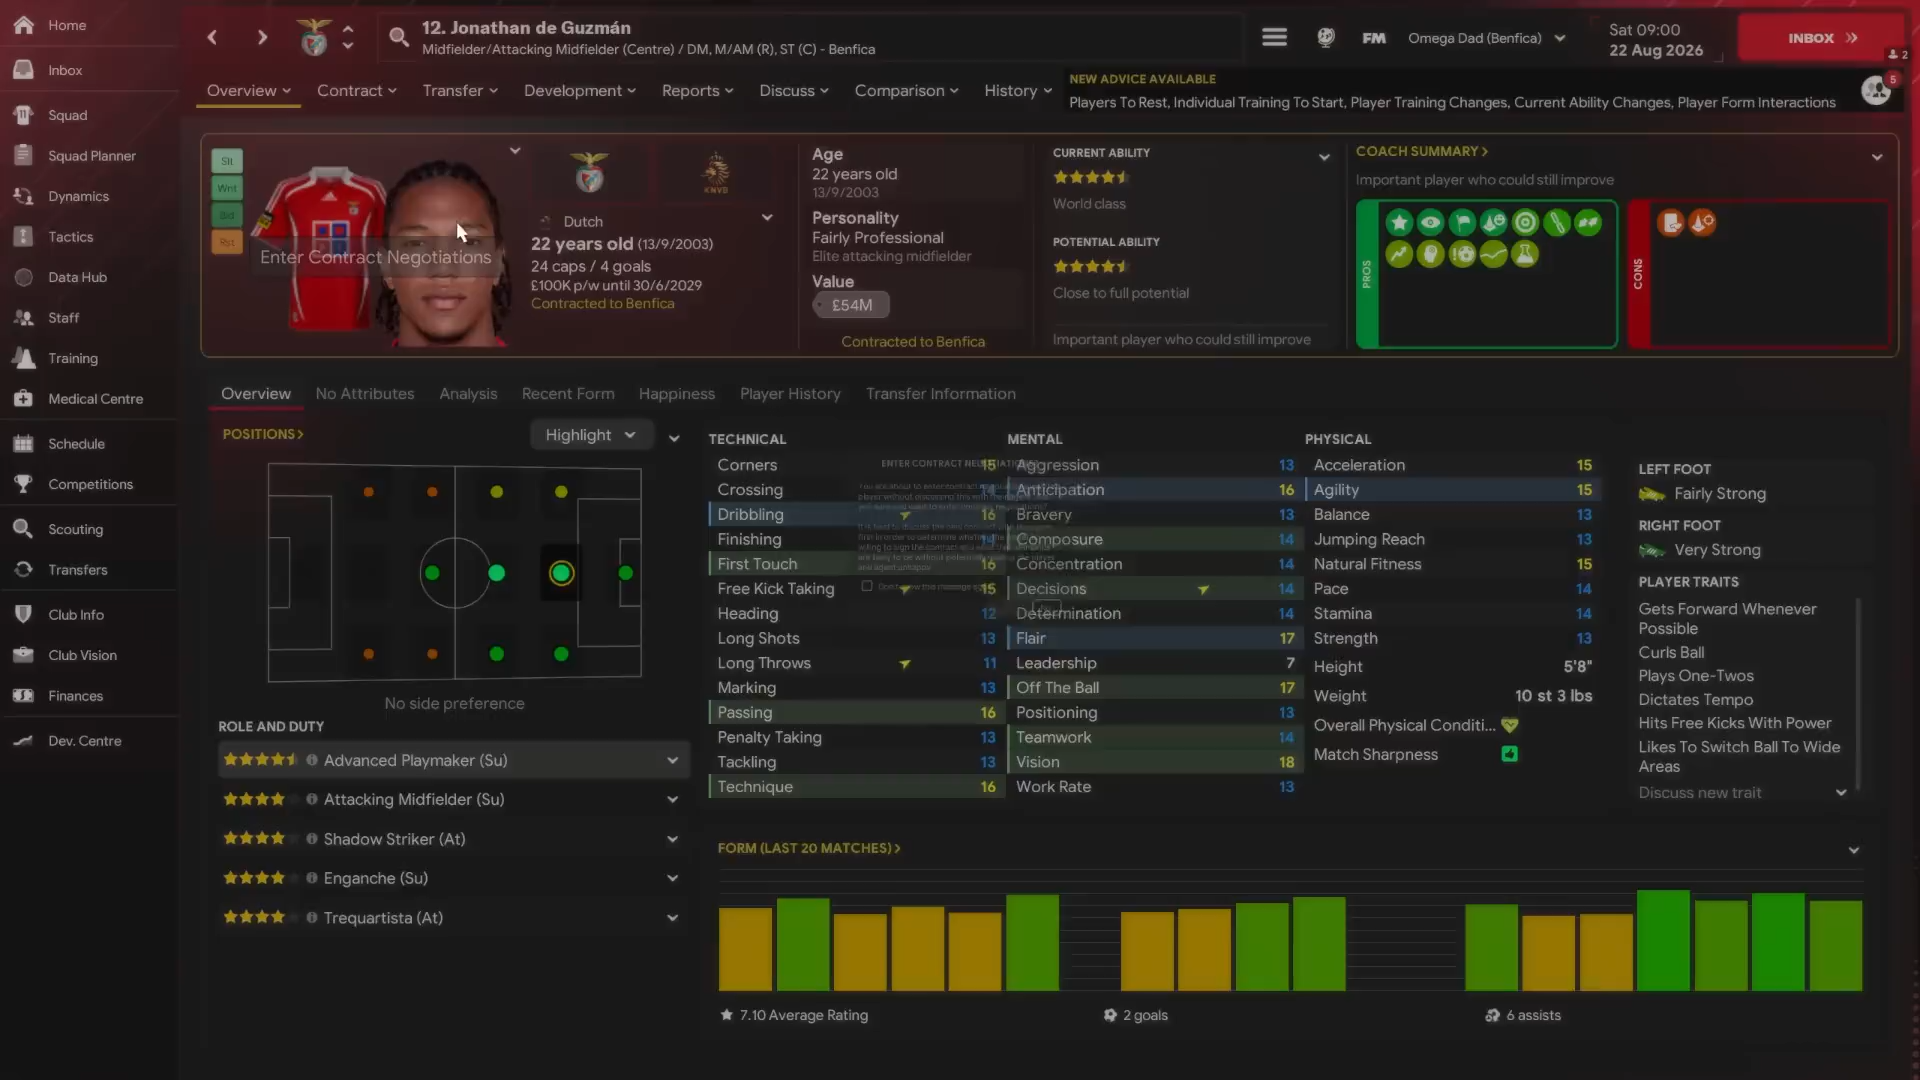 Home
Inbox
Squad
Squad Planner
Dynamics
Tactics
Data Hub
Staff
Training
Medical Centre
Schedule
Competitions
Scouting
Transfers
Club Info
Club Vision
Finances
Dev. Centre
12. Jonathan de Guzmán
Midfielder/Attacking Midfielder (Centre) / DM, M/AM (R), ST (C) - Benfica
FM
Omega Dad (Benfica)
Sat 09:00
22 Aug 2026
INBOX
2
Overview
Contract
Transfer
Development
Reports
Discuss
Comparison
History
NEW ADVICE AVAILABLE
Players To Rest, Individual Training To Start, Player Training Changes, Current Ability Changes, Player Form Interactions
5
Slt
Wnt
Bid
Rst
Enter Contract Negotiations
KNVB
Dutch
22 years old (13/9/2003)
24 caps / 4 goals
£100K p/w until 30/6/2029
Contracted to Benfica
Age
22 years old
13/9/2003
Personality
Fairly Professional
Elite attacking midfielder
Value
£54M
Contracted to Benfica
CURRENT ABILITY
World class
POTENTIAL ABILITY
Close to full potential
Important player who could still improve
COACH SUMMARY
Important player who could still improve
PROS
CONS
Overview
No Attributes
Analysis
Recent Form
Happiness
Player History
Transfer Information
POSITIONS
Highlight
No side preference
ROLE AND DUTY
Advanced Playmaker (Su)
Attacking Midfielder (Su)
Shadow Striker (At)
Enganche (Su)
Trequartista (At)
TECHNICAL
Corners 15
Crossing
Dribbling 16
Finishing
First Touch 16
Free Kick Taking 15
Heading 12
Long Shots 13
Long Throws 11
Marking 13
Passing 16
Penalty Taking 13
Tackling 13
Technique 16
MENTAL
Aggression 13
Anticipation 16
Bravery 13
Composure 14
Concentration 14
Decisions 14
Determination 14
Flair 17
Leadership 7
Off The Ball 17
Positioning 13
Teamwork 14
Vision 18
Work Rate 13
PHYSICAL
Acceleration 15
Agility 15
Balance 13
Jumping Reach 13
Natural Fitness 15
Pace 14
Stamina 14
Strength 13
Height 5'8"
Weight 10 st 3 lbs
Overall Physical Conditi...
Match Sharpness
LEFT FOOT
Fairly Strong
RIGHT FOOT
Very Strong
PLAYER TRAITS
Gets Forward Whenever
Possible
Curls Ball
Plays One-Twos
Dictates Tempo
Hits Free Kicks With Power
Likes To Switch Ball To Wide
Areas
Discuss new trait
FORM (LAST 20 MATCHES)
7.10 Average Rating
2 goals
6 assists